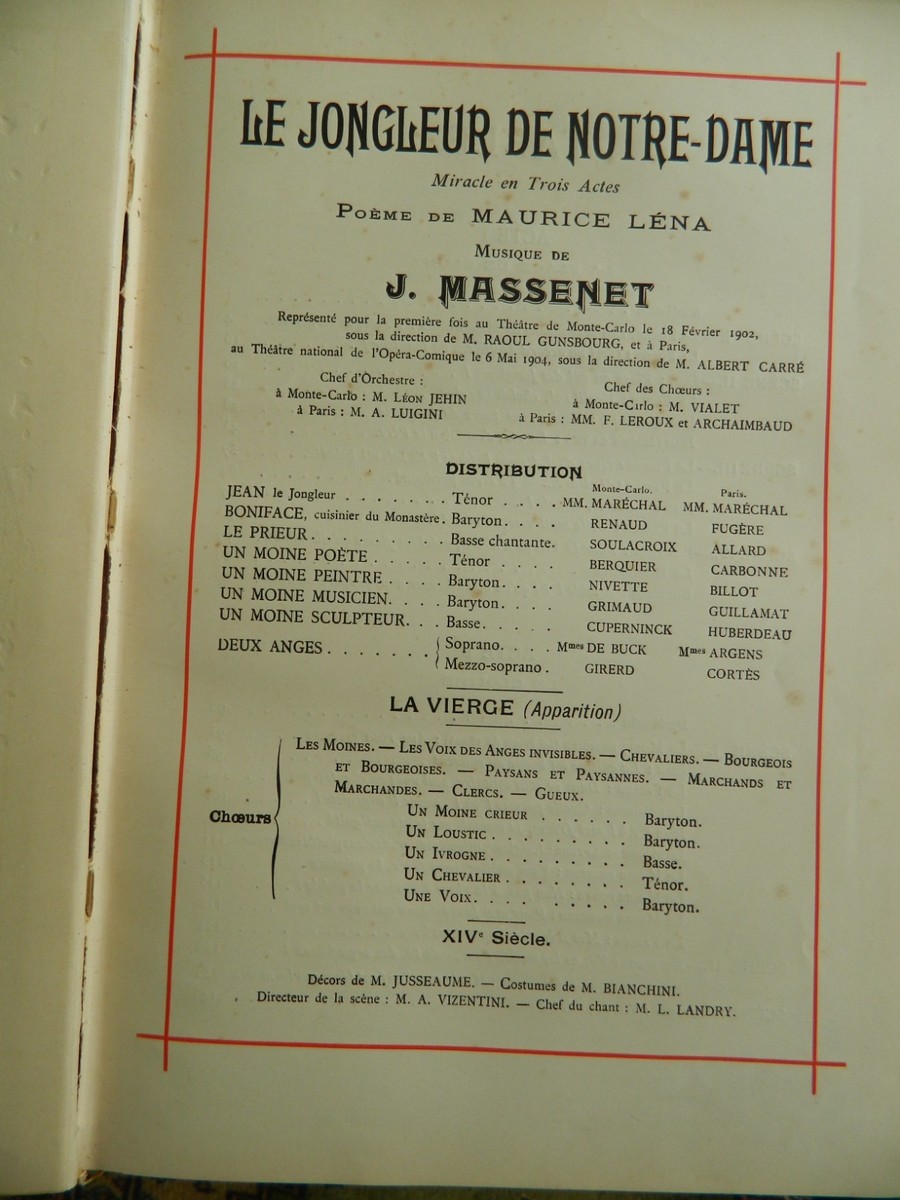 LE JONGLEUR DE NOTRE-DAME
Miracle en Trois Actes
POÈME DE MAURICE LÉNA
MUSIQUE DE
J. MASSENET
Représenté pour la première fois au Théâtre de Monte-Carlo le 18 Février 1902,
sous la direction de M. RAOUL GUNSBOURG, et à Paris,
au Théâtre national de l'Opéra-Comique le 6 Mai 1904, sous la direction de M. ALBERT CARRÉ
Chef d'Orchestre :
à Monte-Carlo : M. LÉON JEHIN
à Paris : M. A. LUIGINI
Chef des Chœurs :
à Monte-Cirlo : M. VIALET
à Paris : MM. F. LEROUX et ARCHAIMBAUD
DISTRIBUTION
Monte-Carlo. Paris.
JEAN le Jongleur . . . . . . . Ténor . . . . MM. MARÉCHAL MM. MARÉCHAL
BONIFACE, cuisinier du Monastère. Baryton. . . . RENAUD FUGÈRE
LE PRIEUR. . . . . . . . . Basse chantante. SOULACROIX ALLARD
UN MOINE POÈTE . . . . . Ténor . . . . BERQUIER CARBONNE
UN MOINE PEINTRE . . . . Baryton. . . . NIVETTE BILLOT
UN MOINE MUSICIEN. . . . Baryton. . . . GRIMAUD GUILLAMAT
UN MOINE SCULPTEUR. . . Basse. . . . . CUPERNINCK HUBERDEAU
DEUX ANGES . . . . . . . Soprano. . . . Mmes DE BUCK Mmes ARGENS
Mezzo-soprano . GIRERD CORTÈS
LA VIERGE (Apparition)
Chœurs
LES MOINES. — LES VOIX DES ANGES INVISIBLES. — CHEVALIERS. — BOURGEOIS
ET BOURGEOISES. — PAYSANS ET PAYSANNES. — MARCHANDS ET
MARCHANDES. — CLERCS. — GUEUX.
UN MOINE CRIEUR . . . . . . Baryton.
UN LOUSTIC . . . . . . . . . Baryton.
UN IVROGNE . . . . . . . . . Basse.
UN CHEVALIER . . . . . . . . Ténor.
UNE VOIX. . . . . . . . . Baryton.
XIVe Siècle.
Décors de M. JUSSEAUME. — Costumes de M. BIANCHINI.
Directeur de la scène : M. A. VIZENTINI. — Chef du chant : M. L. LANDRY.